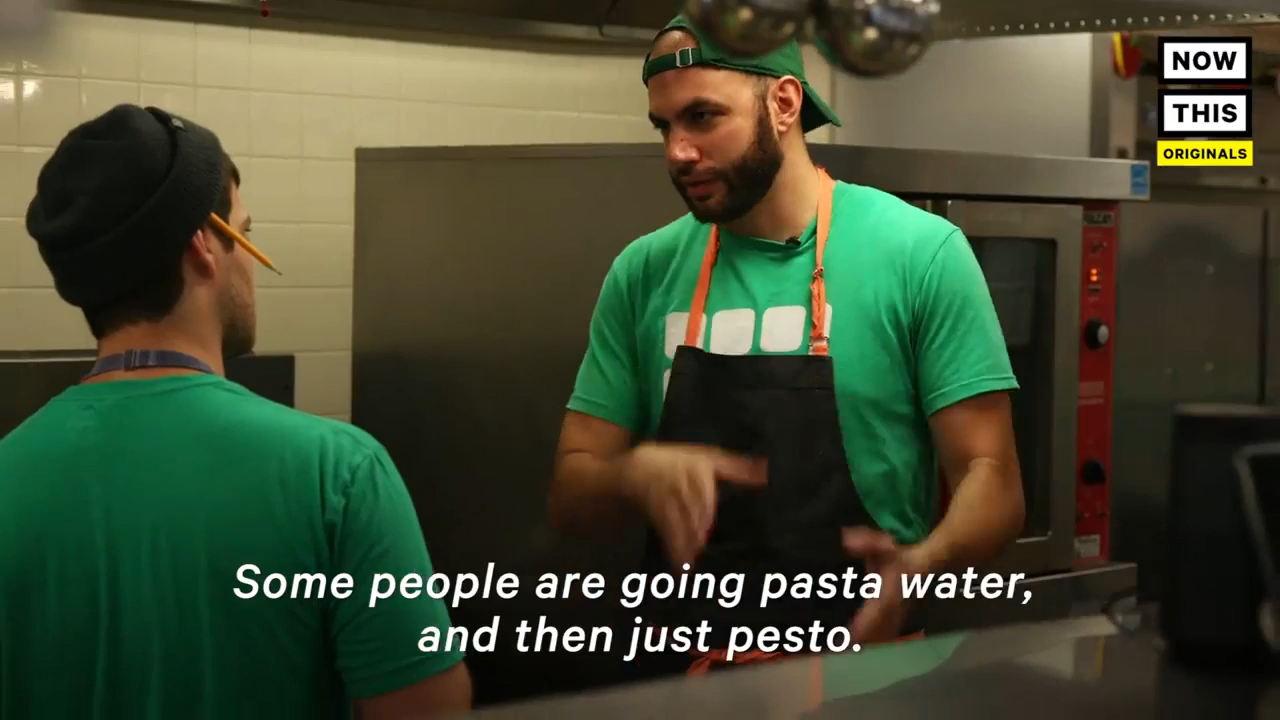 NOW
THIS
ORIGINALS
Some people are going pasta water,
and then just pesto.